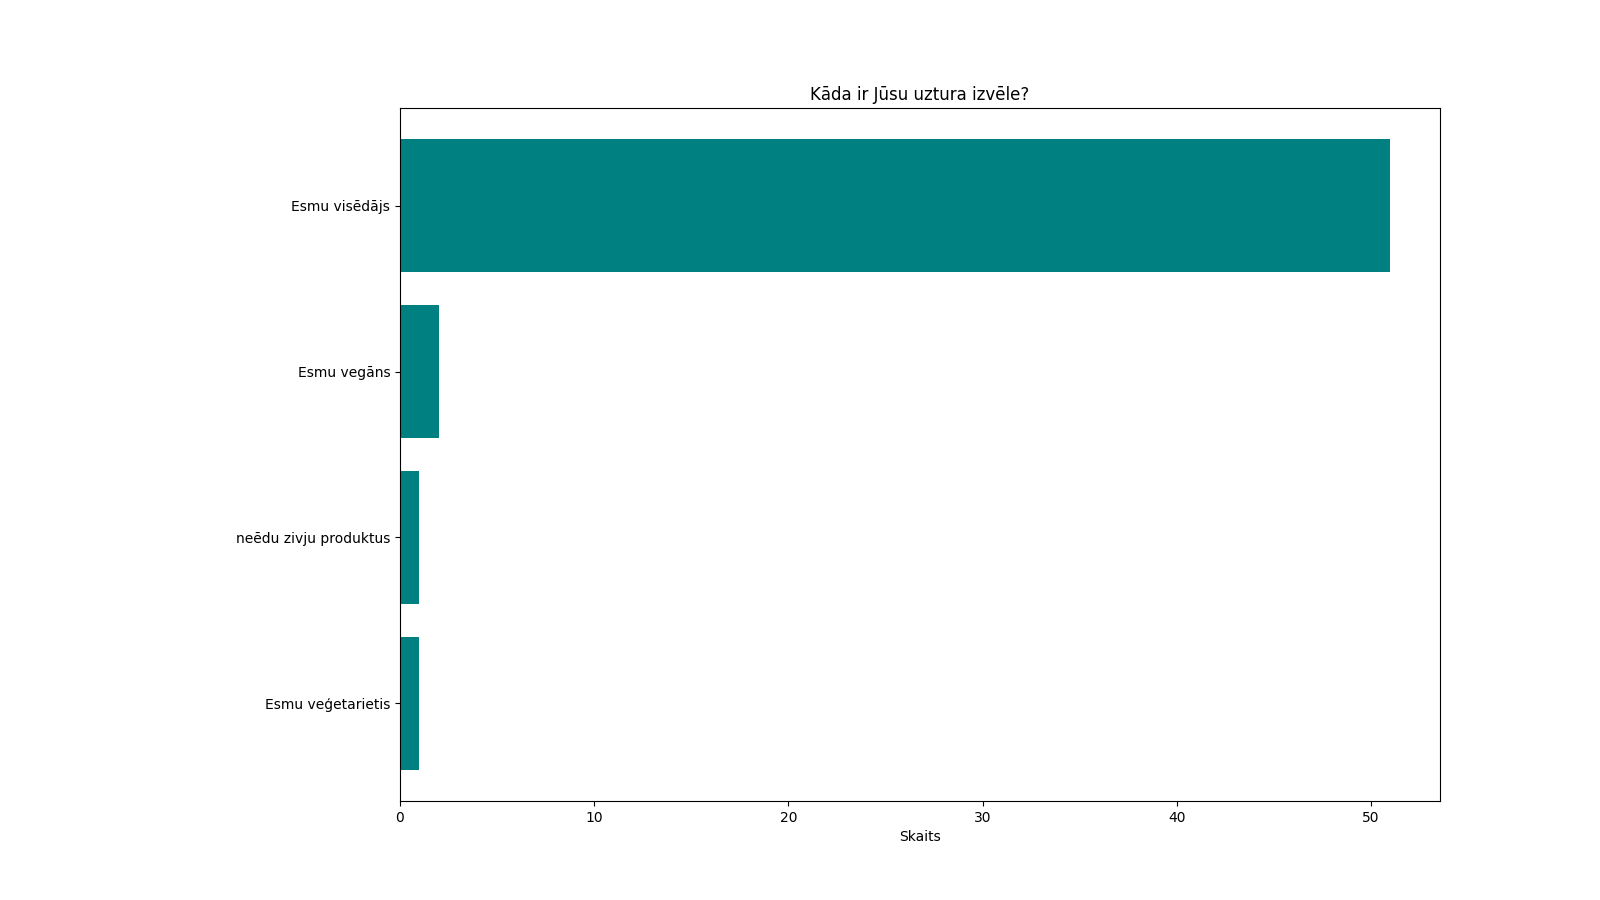 Kāda ir Jūsu uztura izvēle?
Esmu visēdājs
Esmu vegāns
neēdu zivju produktus
Esmu veģetarietis
0 10 20 30 40 50
Skaits